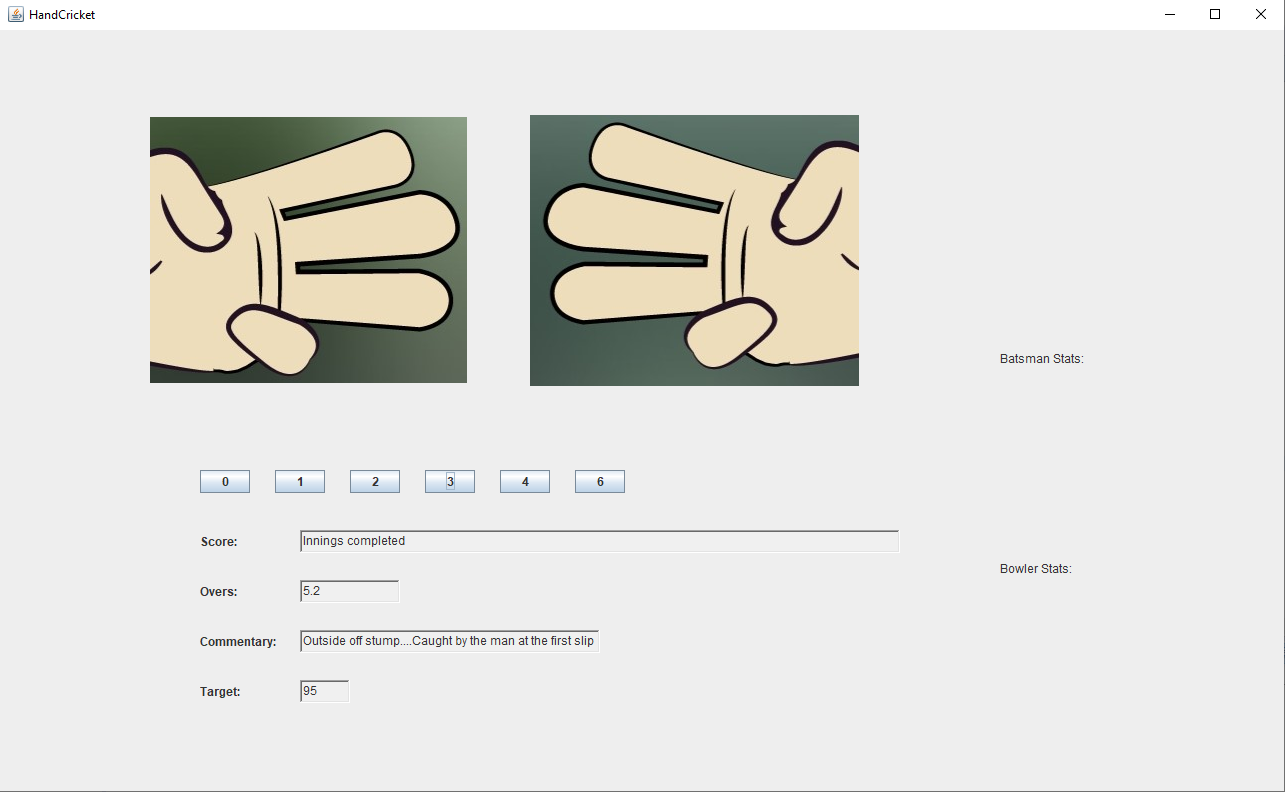 HandCricket
Batsman Stats:
0 1 2 3 4 6
Score: Innings completed
Bowler Stats:
Overs: 5.2
Commentary: Outside off stump....Caught by the man at the first slip
Target: 95